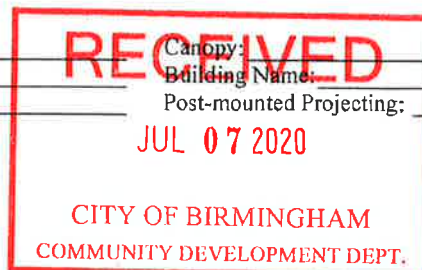 RECEIVED
Canopy:
Building Name:
Post-mounted Projecting:
JUL 07 2020
CITY OF BIRMINGHAM
COMMUNITY DEVELOPMENT DEPT.